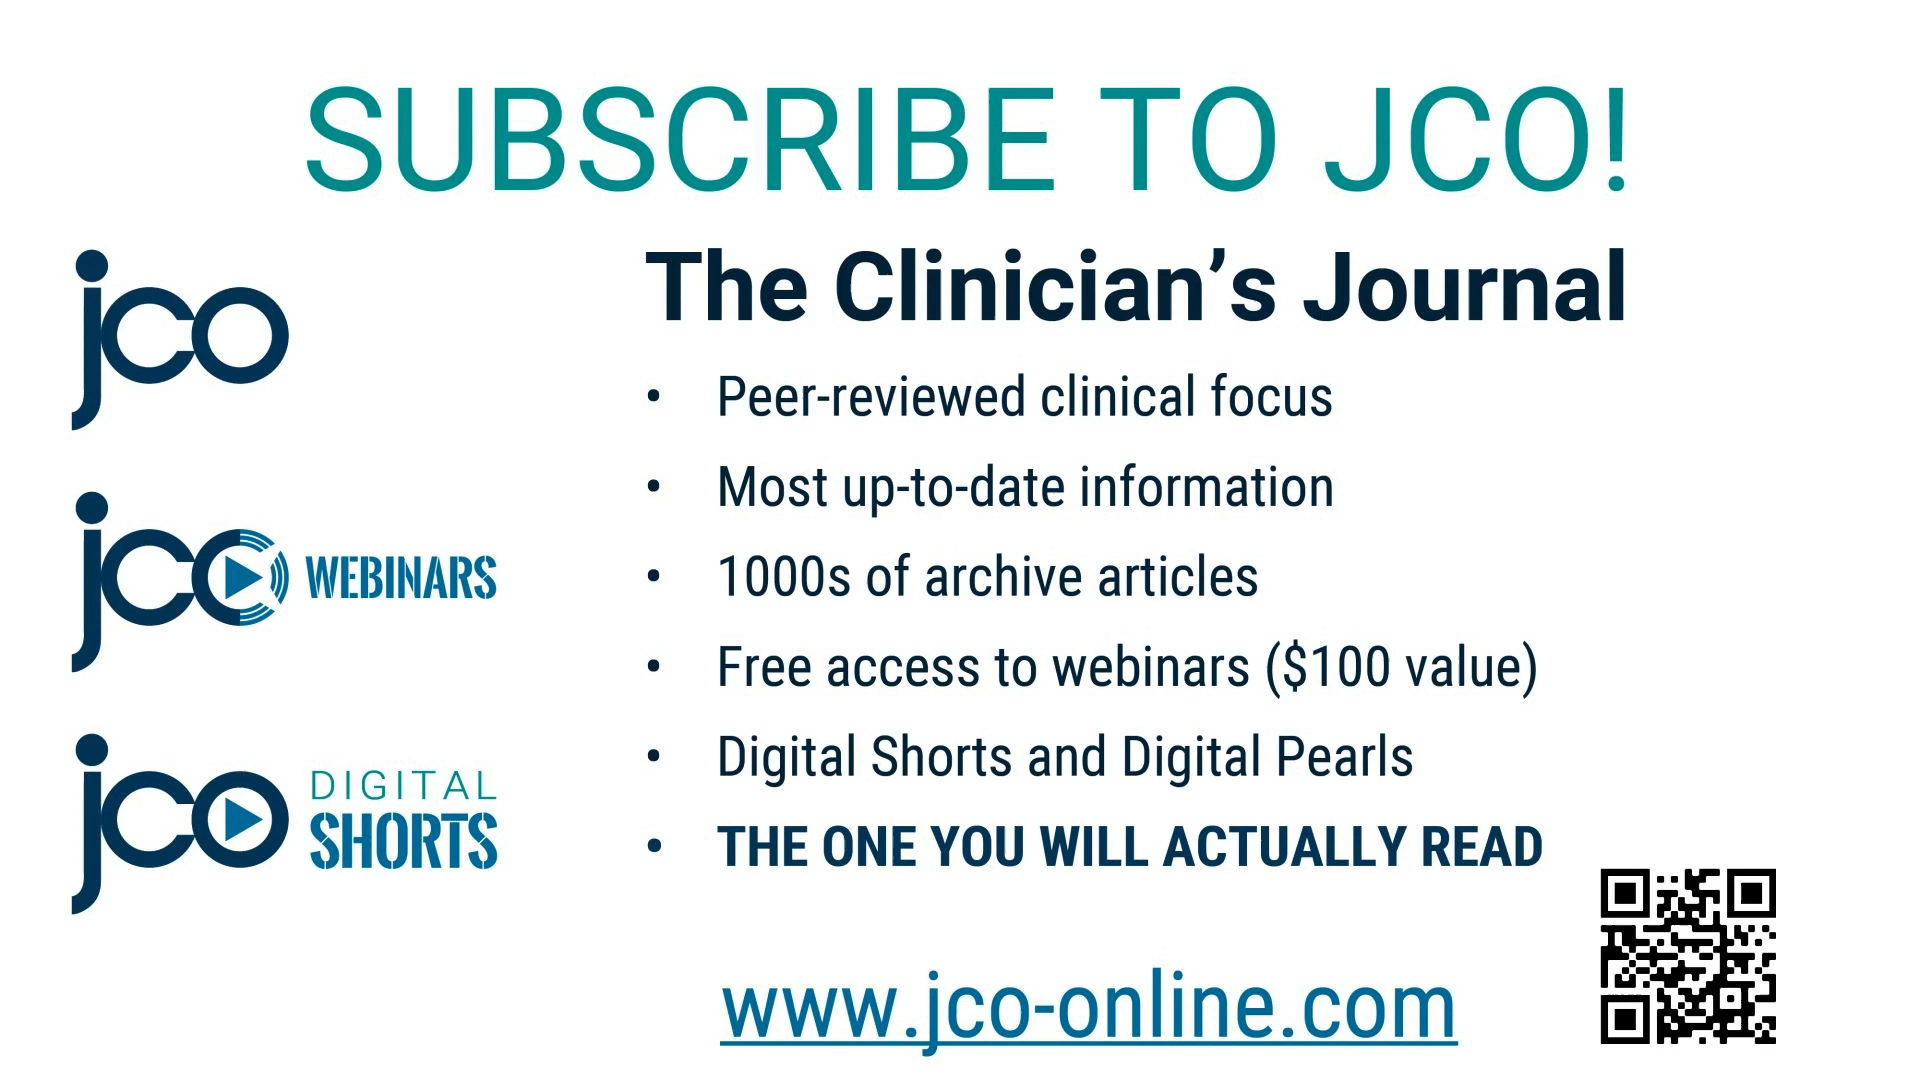 SUBSCRIBE TO JCO!
jco
The Clinician’s Journal
• Peer-reviewed clinical focus
• Most up-to-date information
jco WEBINARS
• 1000s of archive articles
• Free access to webinars ($100 value)
jco DIGITAL SHORTS
• Digital Shorts and Digital Pearls
• THE ONE YOU WILL ACTUALLY READ
www.jco-online.com